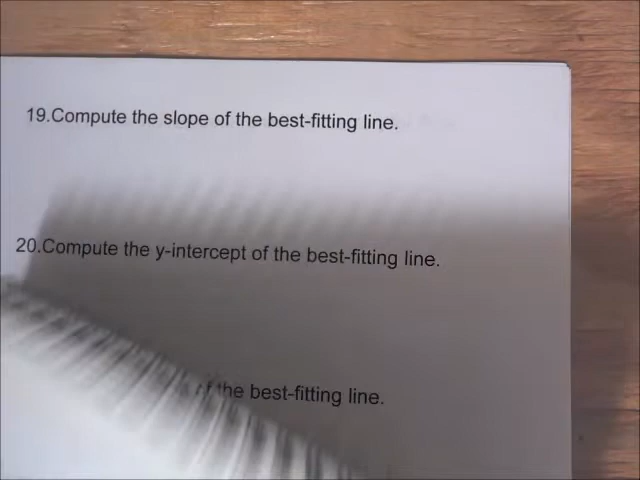 19.Compute the slope of the best-fitting line.
20.Compute the y-intercept of the best-fitting line.
of the best-fitting line.